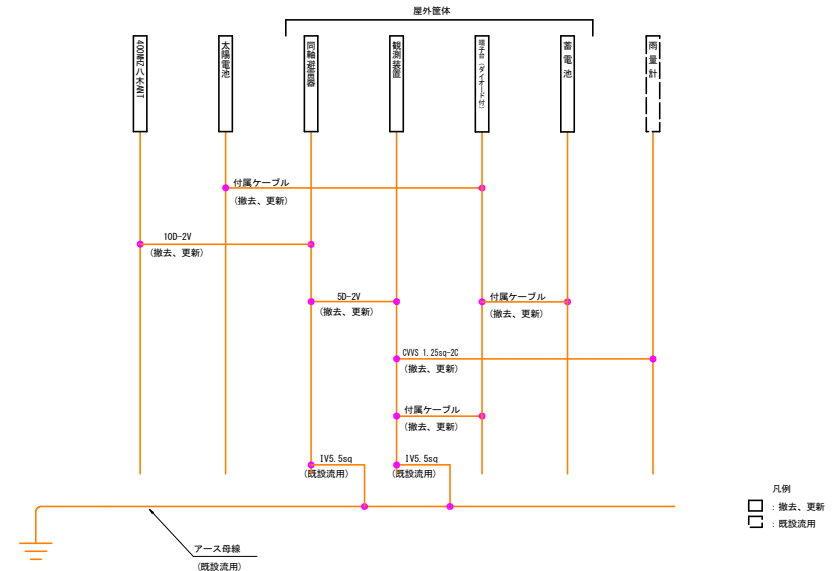 屋外筐体
400MHZ八木ANT
太陽電池
同軸避雷器
観測装置
端子台(ダイオード付)
蓄電池
雨量計
付属ケーブル
(撤去、更新)
10D-2V
(撤去、更新)
5D-2V
(撤去、更新)
付属ケーブル
(撤去、更新)
CVVS 1.25sq-2C
(撤去、更新)
付属ケーブル
(撤去、更新)
IV5.5sq
(既設流用)
IV5.5sq
(既設流用)
アース母線
(既設流用)
凡例
:撤去、更新
:既設流用